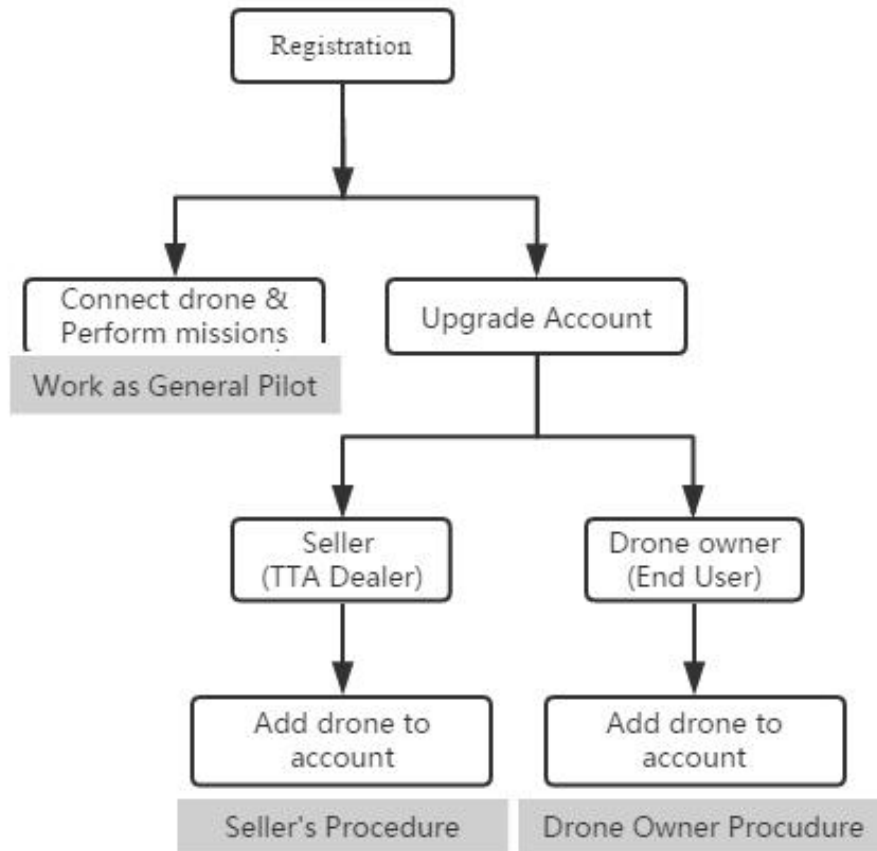 Registration
Connect drone &
Perform missions
Upgrade Account
Work as General Pilot
Seller
(TTA Dealer)
Drone owner
(End User)
Add drone to
account
Add drone to
account
Seller's Procedure
Drone Owner Procudure